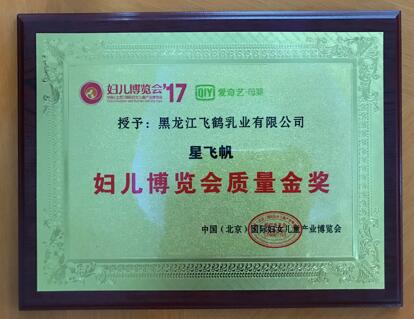 妇儿博览会'17
QIY 爱奇艺·母婴
授予：黑龙江飞鹤乳业有限公司
星飞帆
妇儿博览会质量金奖
中国（北京）国际妇女儿童产业博览会